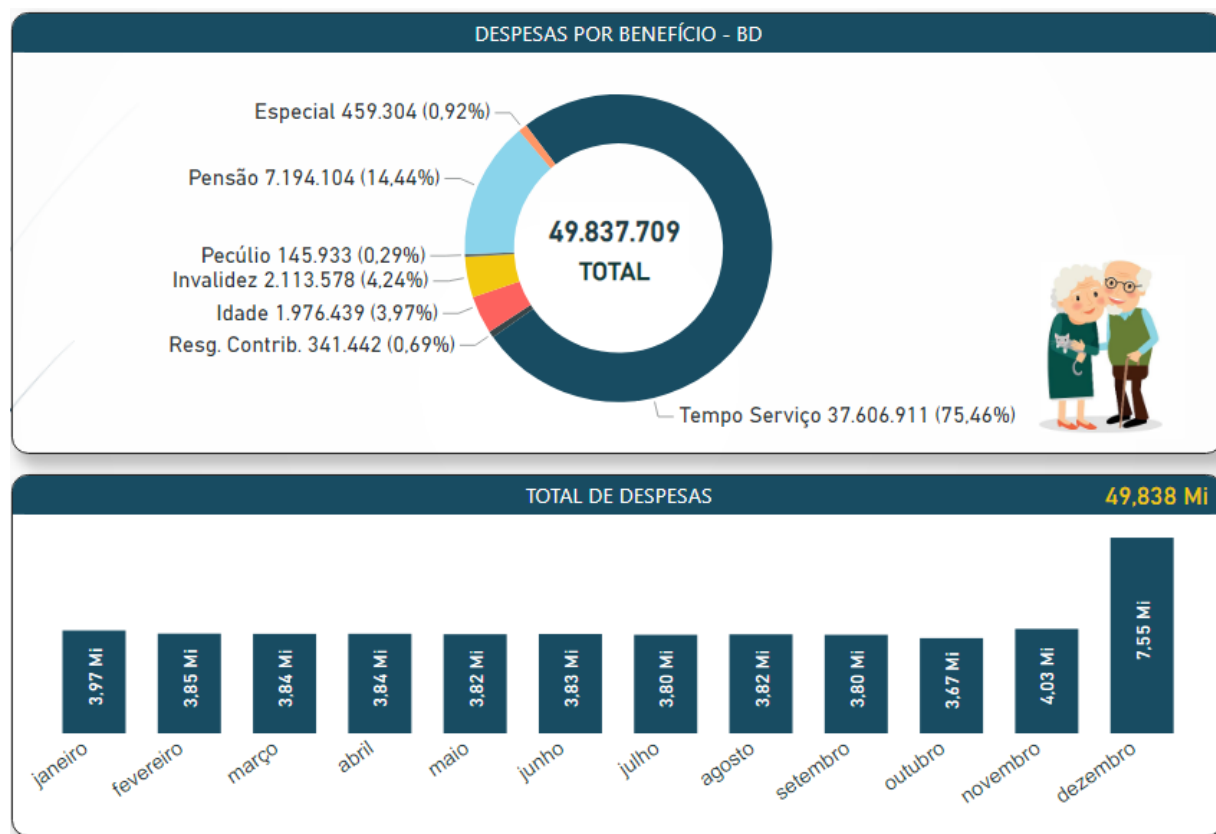 DESPESAS POR BENEFÍCIO - BD
Especial 459.304 (0,92%)
Pensão 7.194.104 (14,44%)
Pecúlio 145.933 (0,29%)
Invalidez 2.113.578 (4,24%)
Idade 1.976.439 (3,97%)
Resg. Contrib. 341.442 (0,69%)
49.837.709
TOTAL
Tempo Serviço 37.606.911 (75,46%)
TOTAL DE DESPESAS
49,838 Mi
3,97 Mi
3,85 Mi
3,84 Mi
3,84 Mi
3,82 Mi
3,83 Mi
3,80 Mi
3,82 Mi
3,80 Mi
3,67 Mi
4,03 Mi
7,55 Mi
janeiro
fevereiro
março
abril
maio
junho
julho
agosto
setembro
outubro
novembro
dezembro